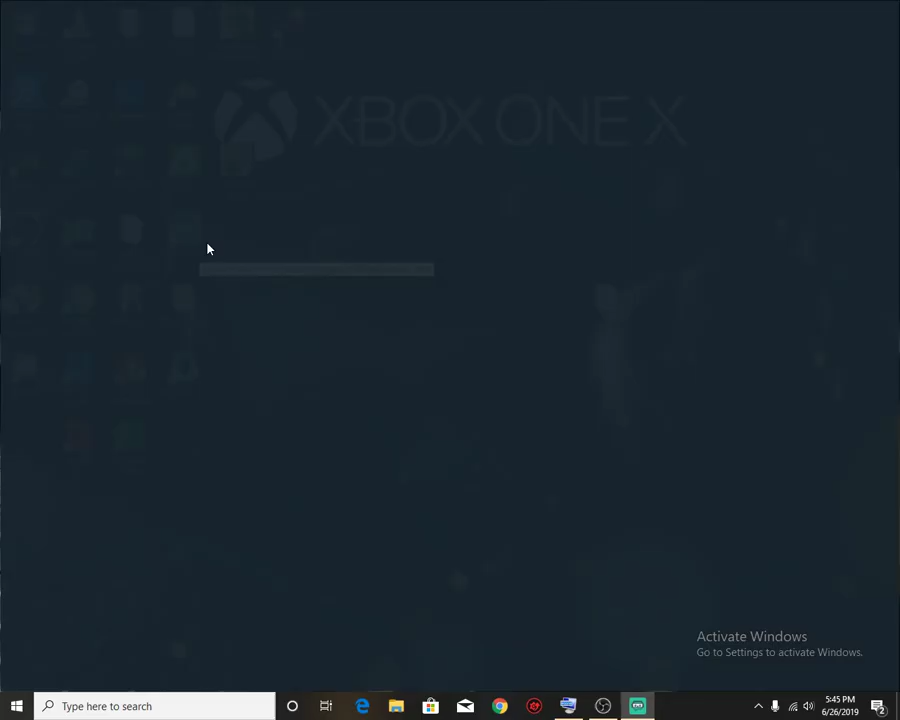 XBOX ONE X
Activate Windows
Go to Settings to activate Windows.
Type here to search
5:45 PM
6/26/2019
2